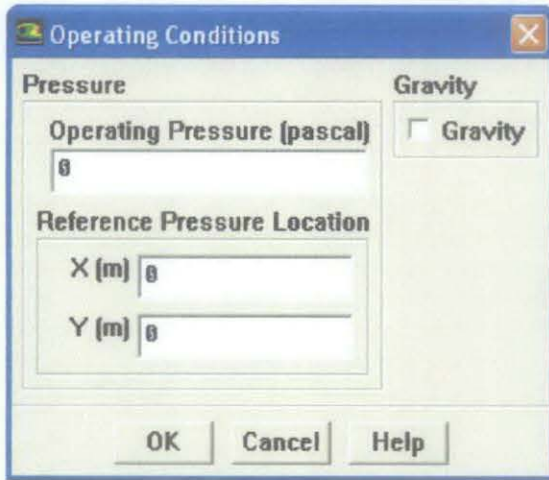 Operating Conditions
Pressure
Gravity
Operating Pressure (pascal)
0
Gravity
Reference Pressure Location
X (m) 0
Y (m) 0
OK Cancel Help